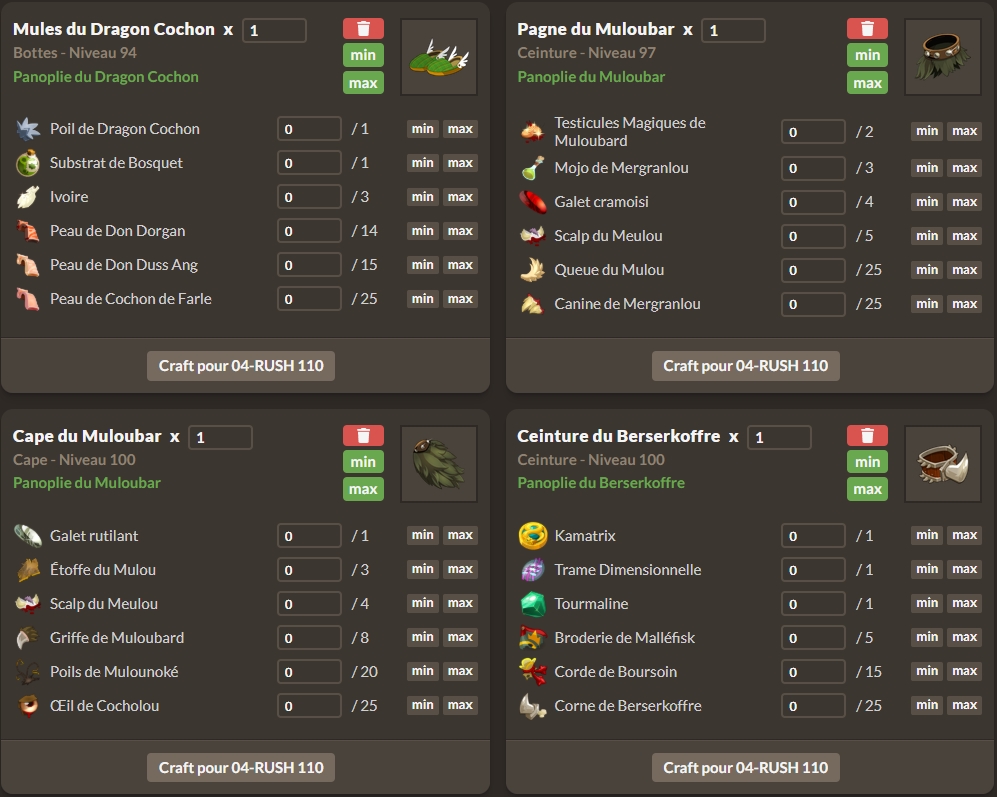 Mules du Dragon Cochon x 1
Bottes - Niveau 94
min
Panoplie du Dragon Cochon
max
Poil de Dragon Cochon 0 / 1 min max
Substrat de Bosquet 0 / 1 min max
Ivoire 0 / 3 min max
Peau de Don Dorgan 0 / 14 min max
Peau de Don Duss Ang 0 / 15 min max
Peau de Cochon de Farle 0 / 25 min max
Craft pour 04-RUSH 110
Pagne du Muloubar x 1
Ceinture - Niveau 97
min
Panoplie du Muloubar
max
Testicules Magiques de
Muloubard 0 / 2 min max
Mojo de Mergranlou 0 / 3 min max
Galet cramoisi 0 / 4 min max
Scalp du Meulou 0 / 5 min max
Queue du Mulou 0 / 25 min max
Canine de Mergranlou 0 / 25 min max
Craft pour 04-RUSH 110
Cape du Muloubar x 1
Cape - Niveau 100
min
Panoplie du Muloubar
max
Galet rutilant 0 / 1 min max
Étoffe du Mulou 0 / 3 min max
Scalp du Meulou 0 / 4 min max
Griffe de Muloubard 0 / 8 min max
Poils de Mulounoké 0 / 20 min max
Œil de Cocholou 0 / 25 min max
Craft pour 04-RUSH 110
Ceinture du Berserkoffre x 1
Ceinture - Niveau 100
min
Panoplie du Berserkoffre
max
Kamatrix 0 / 1 min max
Trame Dimensionnelle 0 / 1 min max
Tourmaline 0 / 1 min max
Broderie de Malléfisk 0 / 5 min max
Corde de Boursoin 0 / 15 min max
Corne de Berserkoffre 0 / 25 min max
Craft pour 04-RUSH 110